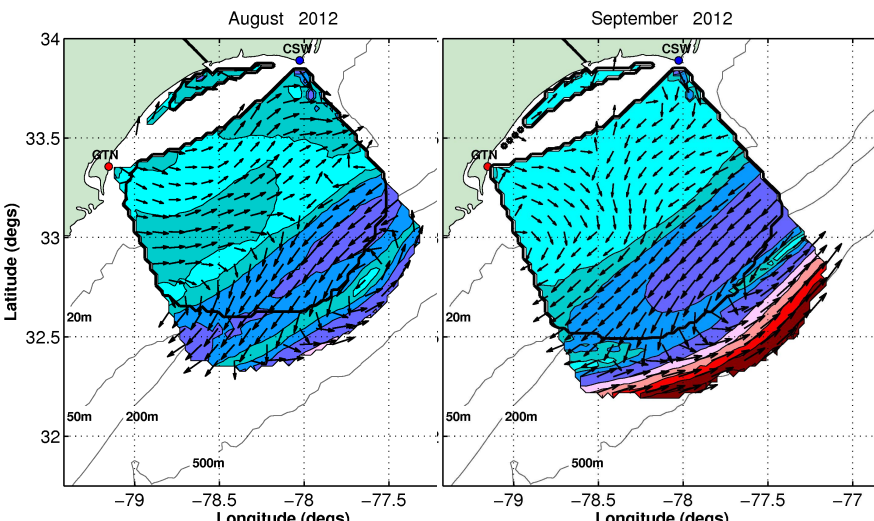 August 2012
September 2012
34
33.5
33
32.5
32
Latitude (degs)
CSW
GTN
20m
50m
200m
500m
−79
−78.5
−78
−77.5
Longitude (degs)
CSW
GTN
20m
50m
200m
500m
−79
−78.5
−78
−77.5
−77
Longitude (degs)